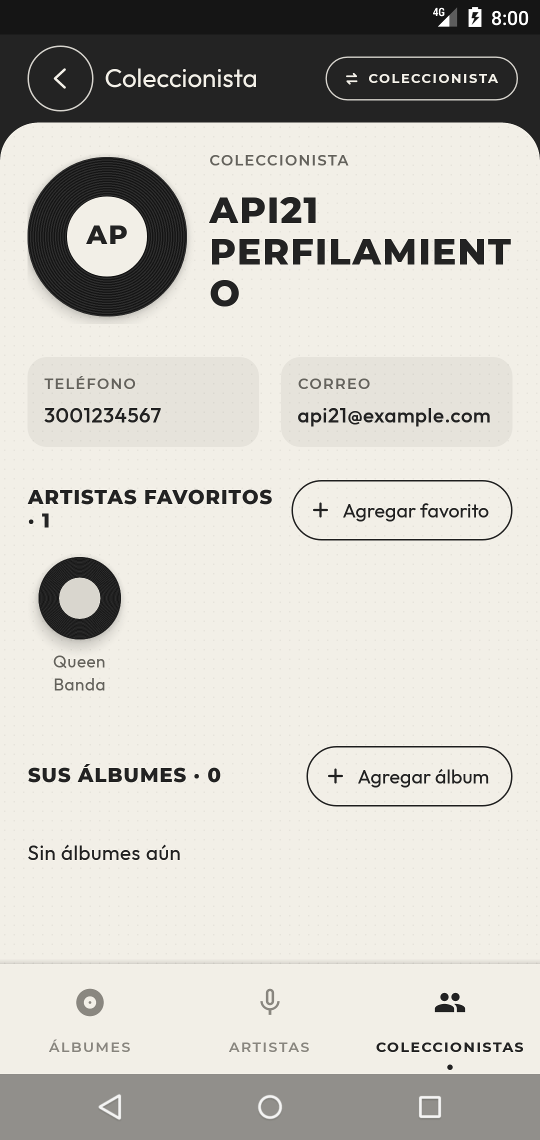 4G 8:00
Coleccionista
COLECCIONISTA
COLECCIONISTA
AP
API21
PERFILAMIENT
O
TELÉFONO
3001234567
CORREO
api21@example.com
ARTISTAS FAVORITOS
· 1
+ Agregar favorito
Queen
Banda
SUS ÁLBUMES · 0
+ Agregar álbum
Sin álbumes aún
ÁLBUMES
ARTISTAS
COLECCIONISTAS